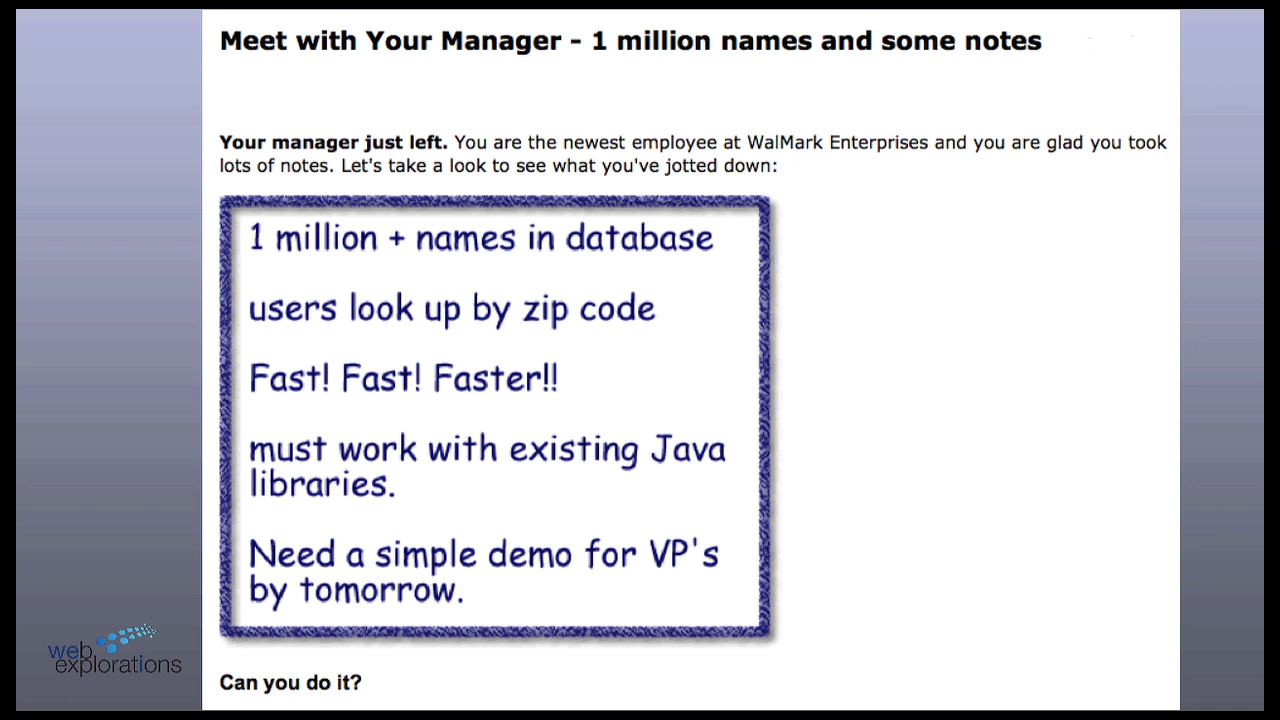 Meet with Your Manager - 1 million names and some notes
Your manager just left. You are the newest employee at WalMark Enterprises and you are glad you took
lots of notes. Let's take a look to see what you've jotted down:
1 million + names in database
users look up by zip code
Fast! Fast! Faster!!
must work with existing Java
libraries.
Need a simple demo for VP's
by tomorrow.
web
explorations
Can you do it?